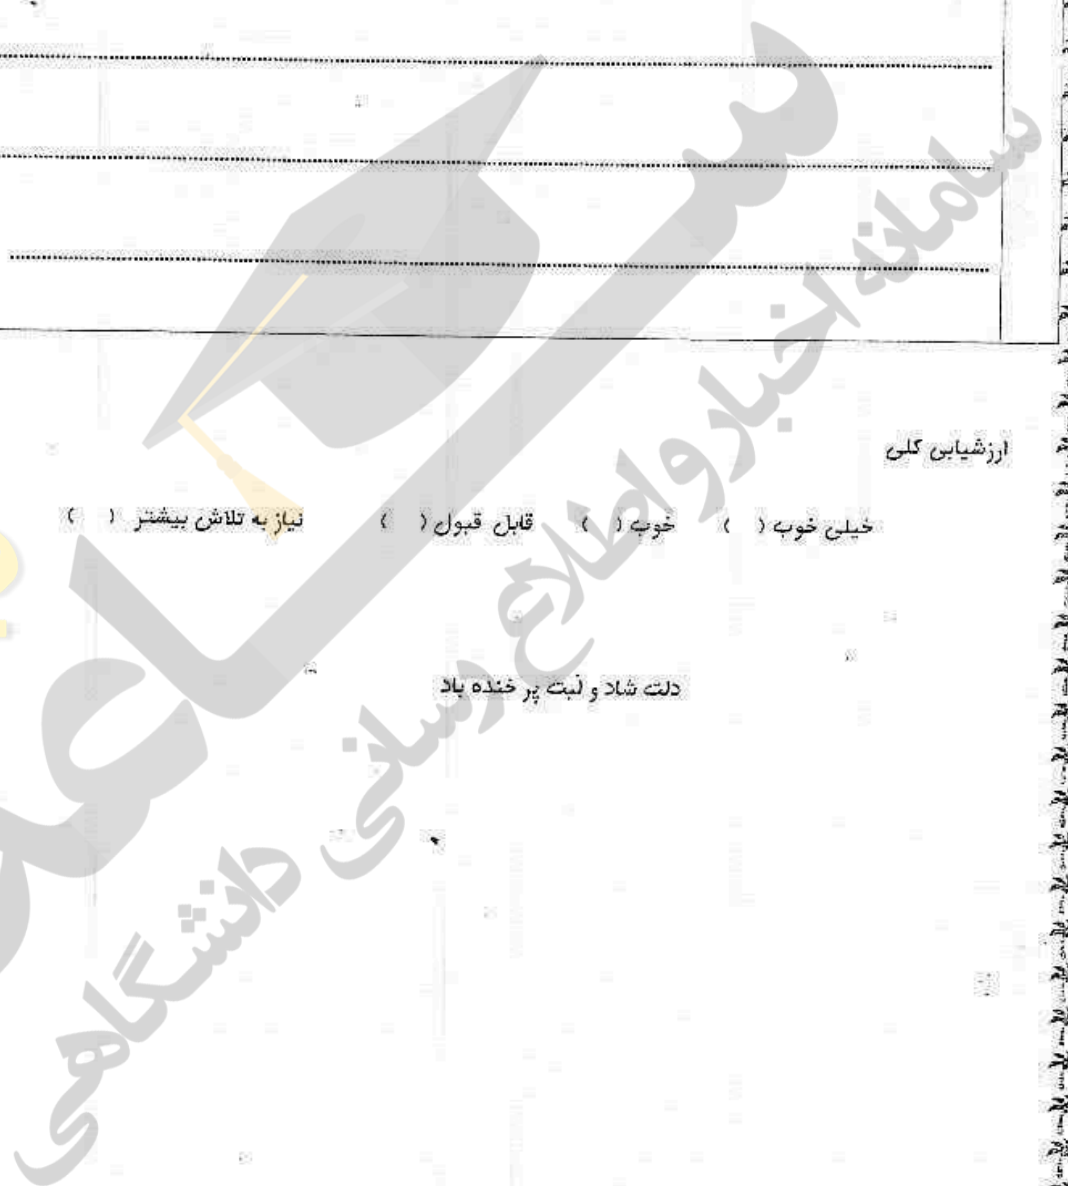 ارزشیابی کلی
خیلی خوب (   )   خوب (   )   قابل قبول (   )   نیاز به تلاش بیشتر (   )
دلت شاد و لبت پر خنده باد
سامانه اخبار و اطلاع رسانی دانشگاهی